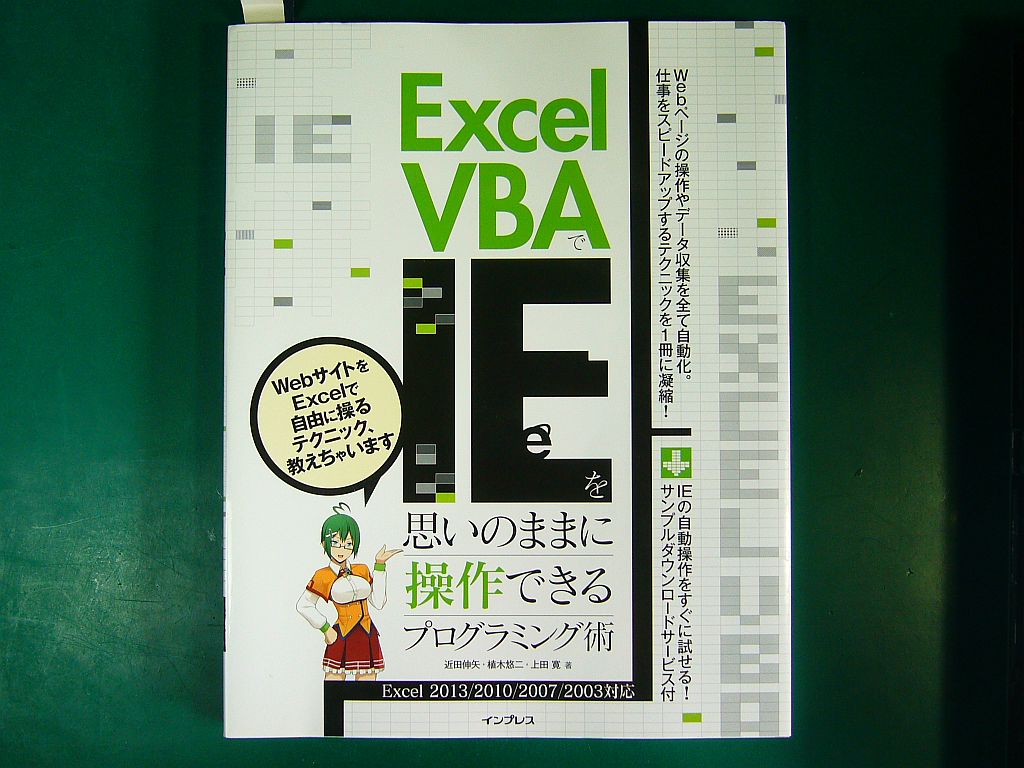 Excel
VBAで
IEを
思いのままに
操作できる
プログラミング術
近田伸矢・植木悠二・上田 寛 著
Excel 2013/2010/2007/2003対応
インプレス
Webサイトを
Excelで
自由に操る
テクニック、
教えちゃいます
Webページの操作やデータ収集を全て自動化。
仕事をスピードアップするテクニックを1冊に凝縮！
IEの自動操作をすぐに試せる！
サンプルダウンロードサービス付
IE
EXCEL VBA